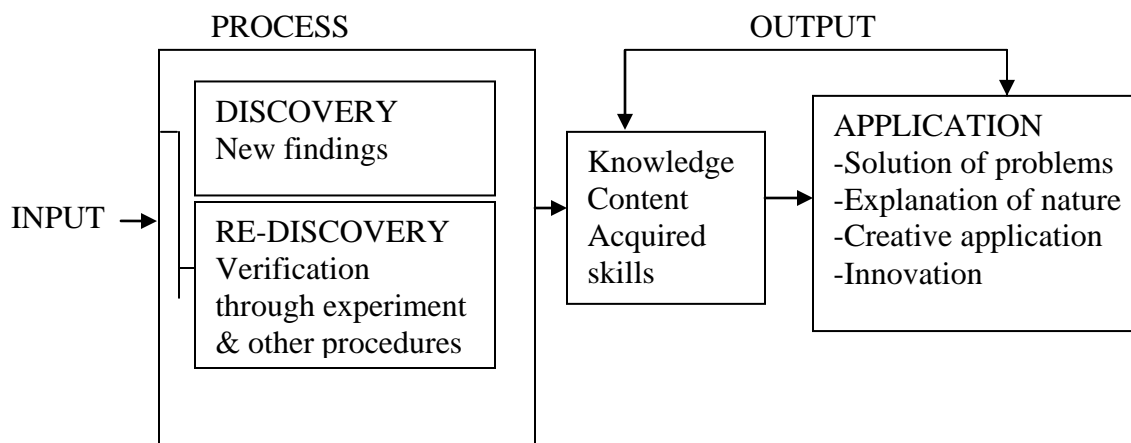 PROCESS
OUTPUT
DISCOVERY
New findings
INPUT
RE-DISCOVERY
Verification
through experiment
& other procedures
Knowledge
Content
Acquired
skills
APPLICATION
-Solution of problems
-Explanation of nature
-Creative application
-Innovation